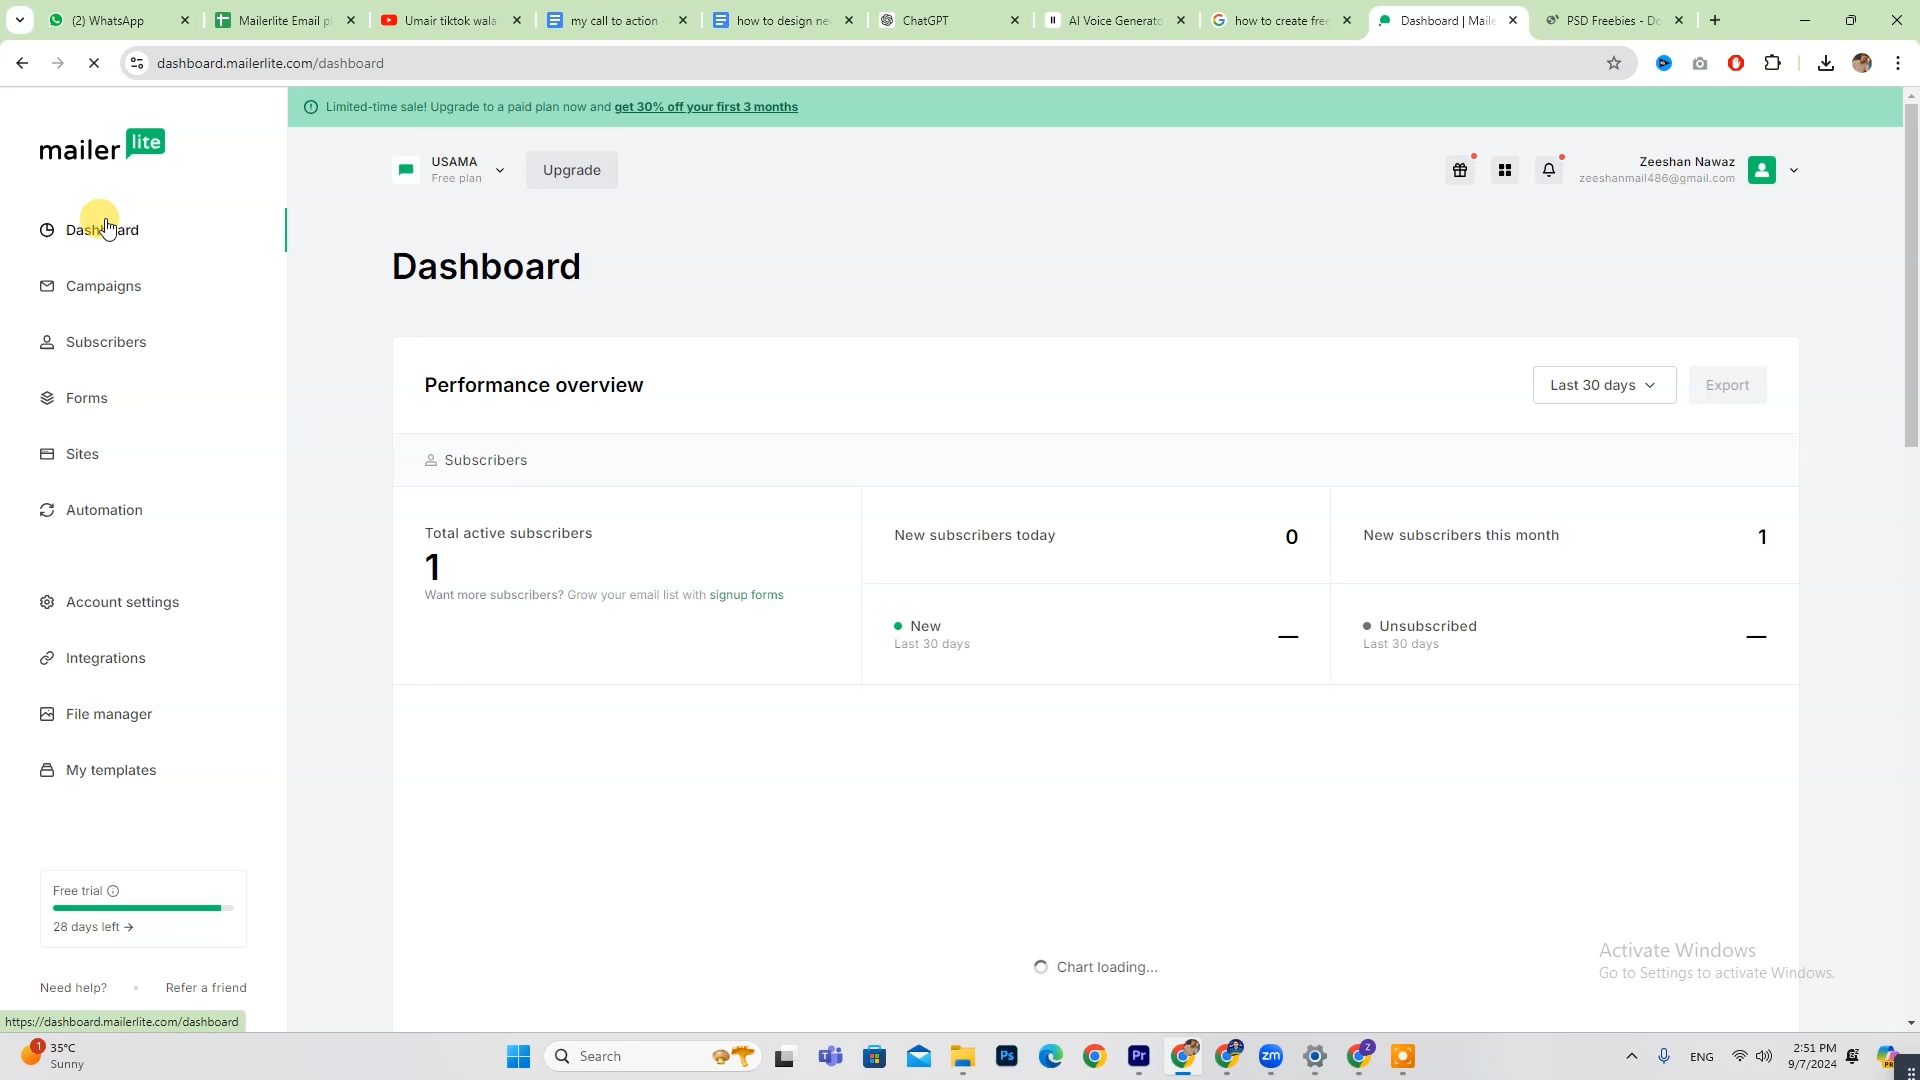 (2) WhatsApp
Mailerlite Email pl
Umair tiktok wala
my call to action -
how to design ne
ChatGPT
AI Voice Generato
how to create free
Dashboard | Maile
PSD Freebies - Do
dashboard.mailerlite.com/dashboard
Limited-time sale! Upgrade to a paid plan now and get 30% off your first 3 months
mailer lite
USAMA
Free plan
Upgrade
Zeeshan Nawaz
zeeshanmail486@gmail.com
Dashboard
Campaigns
Subscribers
Forms
Sites
Automation
Account settings
Integrations
File manager
My templates
Free trial
28 days left →
Need help?
•
Refer a friend
https://dashboard.mailerlite.com/dashboard
Dashboard
Performance overview
Last 30 days
Export
Subscribers
Total active subscribers
1
Want more subscribers? Grow your email list with signup forms
New subscribers today
0
New subscribers this month
1
New
Last 30 days
—
Unsubscribed
Last 30 days
—
Chart loading...
Activate Windows
Go to Settings to activate Windows.
1
35°C
Sunny
Search
Ps
Pr
zm
Z
ENG
2:51 PM
9/7/2024